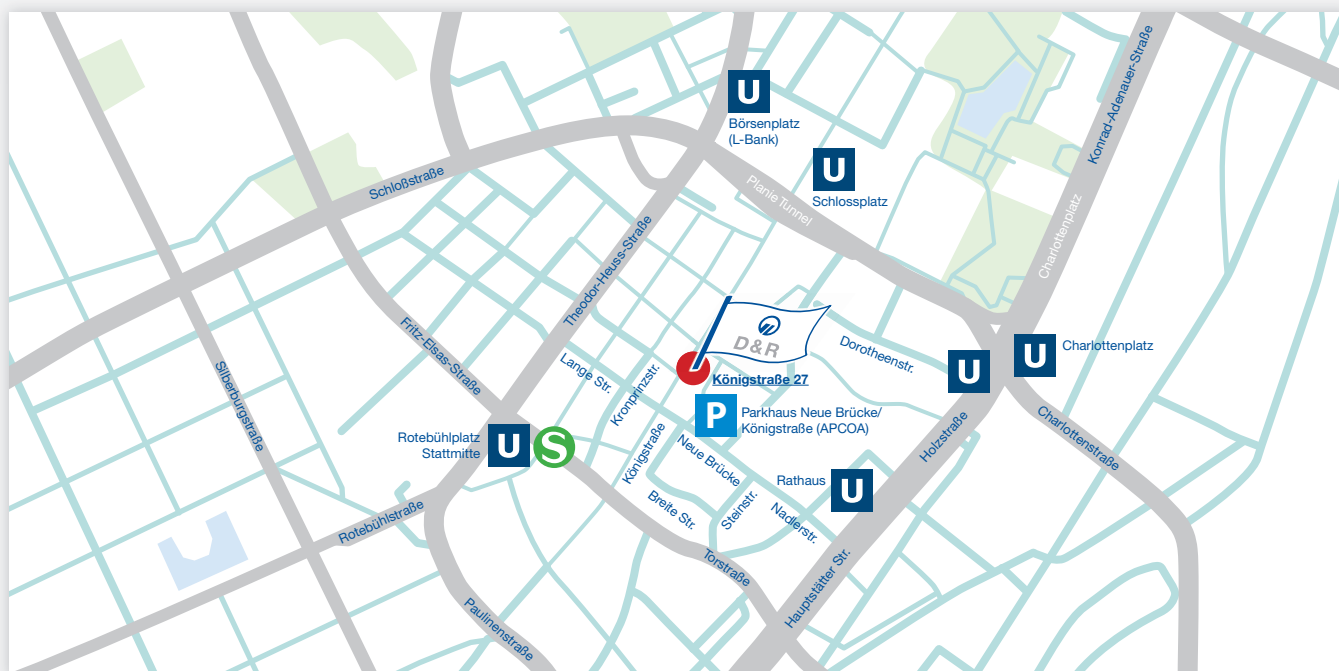 U
Börsenplatz
(L-Bank)
Konrad-Adenauer-Straße
U
Schlossplatz
Schloßstraße
Planie Tunnel
Charlottenplatz
Theodor-Heuss-Straße
D&R
Fritz-Elsas-Straße
Dorotheenstr.
U
U
Charlottenplatz
Silberburgstraße
Lange Str.
Kronprinzstr.
Königstraße 27
P
Parkhaus Neue Brücke/
Königstraße (APCOA)
Charlottenstraße
Holzstraße
Rotebühlplatz
Stattmitte
U
S
Königstraße
Neue Brücke
Rathaus
U
Breite Str.
Steinstr.
Nadlerstr.
Rotebühlstraße
Torstraße
Hauptstätter Str.
Paulinenstraße